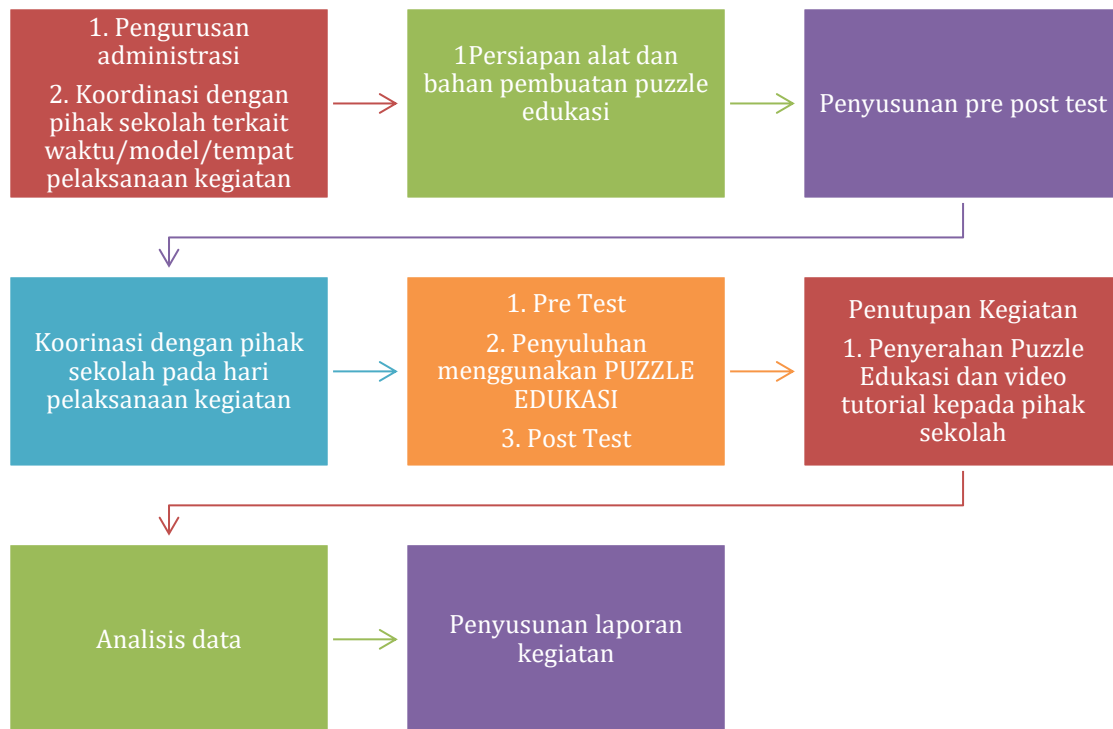 1. Pengurusan
administrasi
2. Koordinasi dengan
pihak sekolah terkait
waktu/model/tempat
pelaksanaan kegiatan
1Persiapan alat dan
bahan pembuatan puzzle
edukasi
Penyusunan pre post test
Koorinasi dengan pihak
sekolah pada hari
pelaksanaan kegiatan
1. Pre Test
2. Penyuluhan
menggunakan PUZZLE
EDUKASI
3. Post Test
Penutupan Kegiatan
1. Penyerahan Puzzle
Edukasi dan video
tutorial kepada pihak
sekolah
Analisis data
Penyusunan laporan
kegiatan